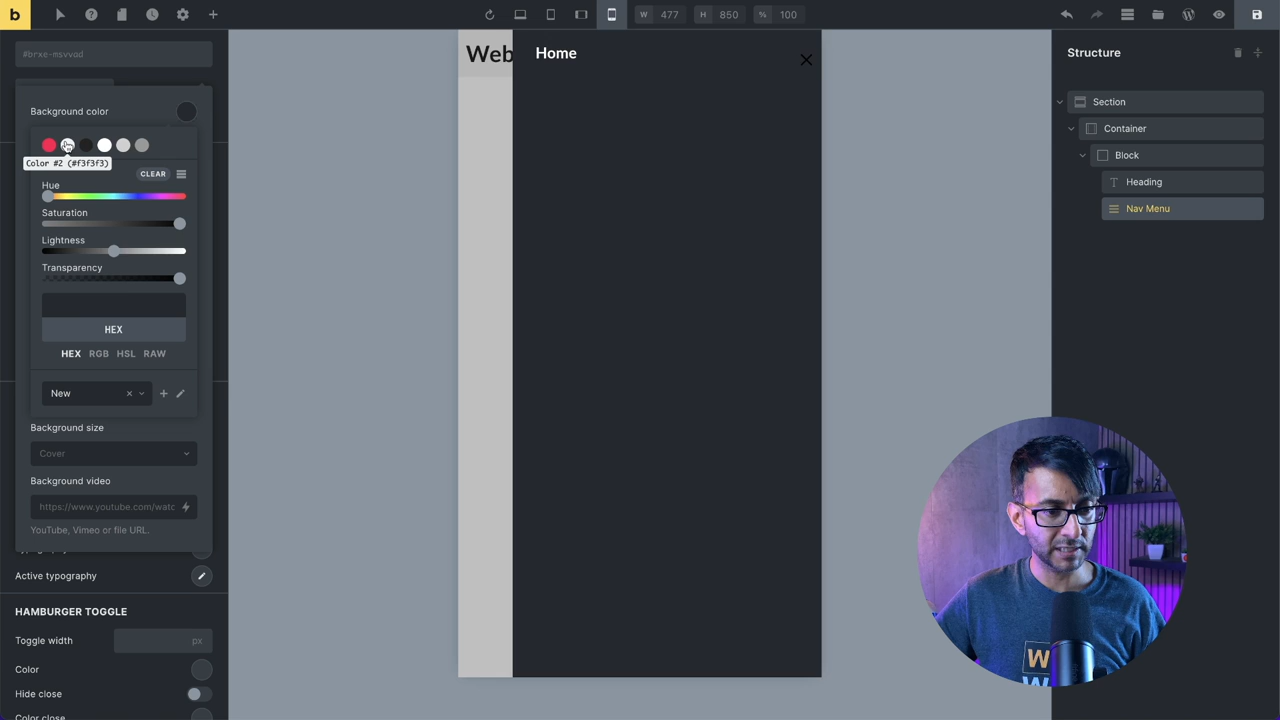 b
W 477 H 850 % 100
#brxe-msvvad
Background color
Color #2 (#f3f3f3)
CLEAR
Hue
Saturation
Lightness
Transparency
HEX
HEX RGB HSL RAW
New
Background size
Cover
Background video
https://www.youtube.com/watc
YouTube, Vimeo or file URL.
Active typography
HAMBURGER TOGGLE
Toggle width px
Color
Hide close
Color close
Web
Home
Structure
Section
Container
Block
Heading
Nav Menu
W